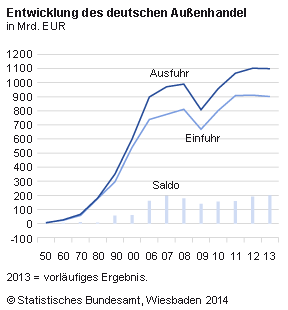 Entwicklung des deutschen Außenhandel
in Mrd. EUR
1200
1100
1000
900
800
700
600
500
400
300
200
100
0
-100
Ausfuhr
Einfuhr
Saldo
50 60 70 80 90 00 06 07 08 09 10 11 12 13
2013 = vorläufiges Ergebnis.
© Statistisches Bundesamt, Wiesbaden 2014